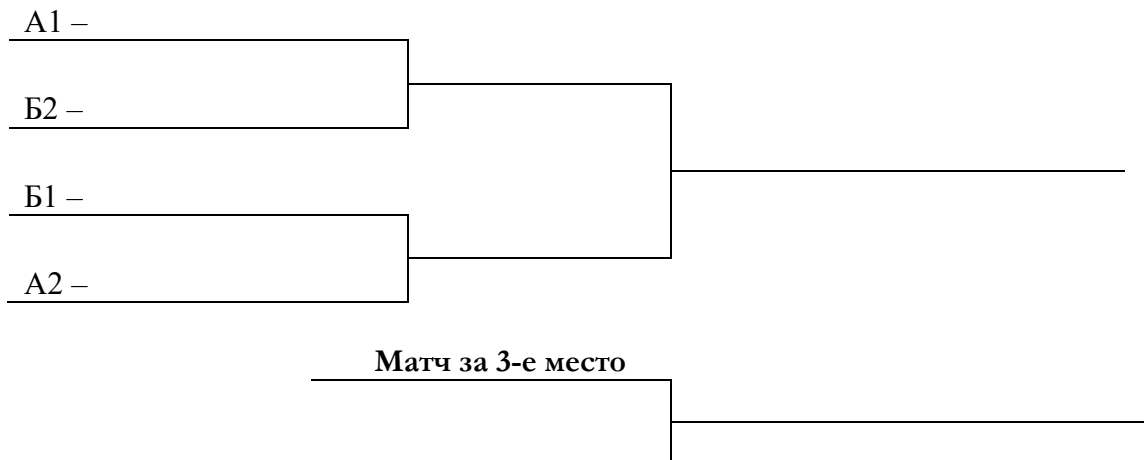 А1 –
Б2 –
Б1 –
А2 –
Матч за 3-е место